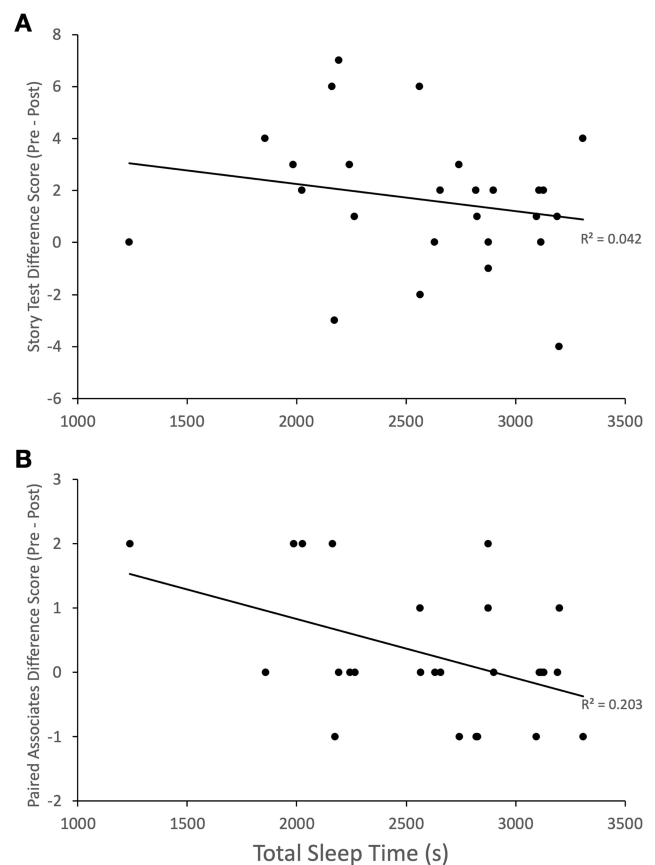 A
Story Test Difference Score (Pre - Post)
8
6
4
2
0
-2
-4
-6
R² = 0.042
1000 1500 2000 2500 3000 3500
B
Paired Associates Difference Score (Pre - Post)
3
2
1
0
-1
-2
R² = 0.203
1000 1500 2000 2500 3000 3500
Total Sleep Time (s)